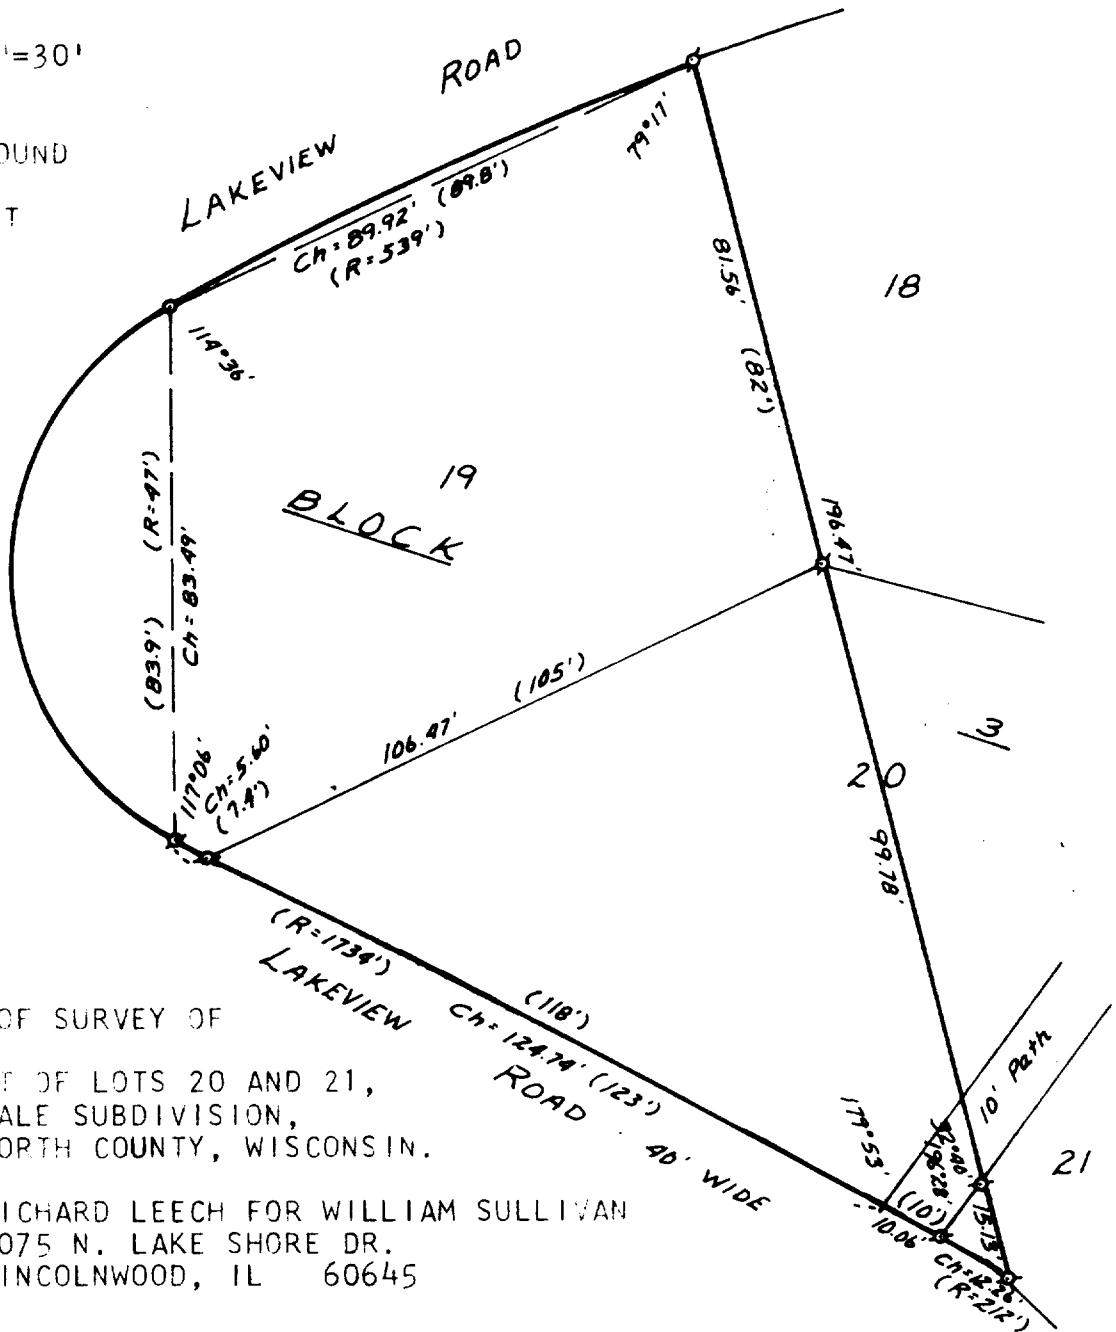 '=30'
ROAD
OUND
T
LAKEVIEW
79°17'
(89.8')
Ch = 89.92'
(R=539')
81.56'
18
114°36'
(82')
(R=47')
19
BLOCK
196.47'
Ch = 83.49'
(83.9')
(105')
106.47'
117°06'
Ch=5.60'
(7.4')
3
20
99.78'
(R=1734')
LAKEVIEW
(118')
Ch = 124.74' (123')
ROAD
40' WIDE
10' Path
179°53'
21
(10')
10.06'
15.13'
Ch=12.26'
(R=212')
OF SURVEY OF
OF LOTS 20 AND 21,
ALE SUBDIVISION,
ORTH COUNTY, WISCONSIN.
ICHARD LEECH FOR WILLIAM SULLIVAN
075 N. LAKE SHORE DR.
INCOLNWOOD, IL 60645